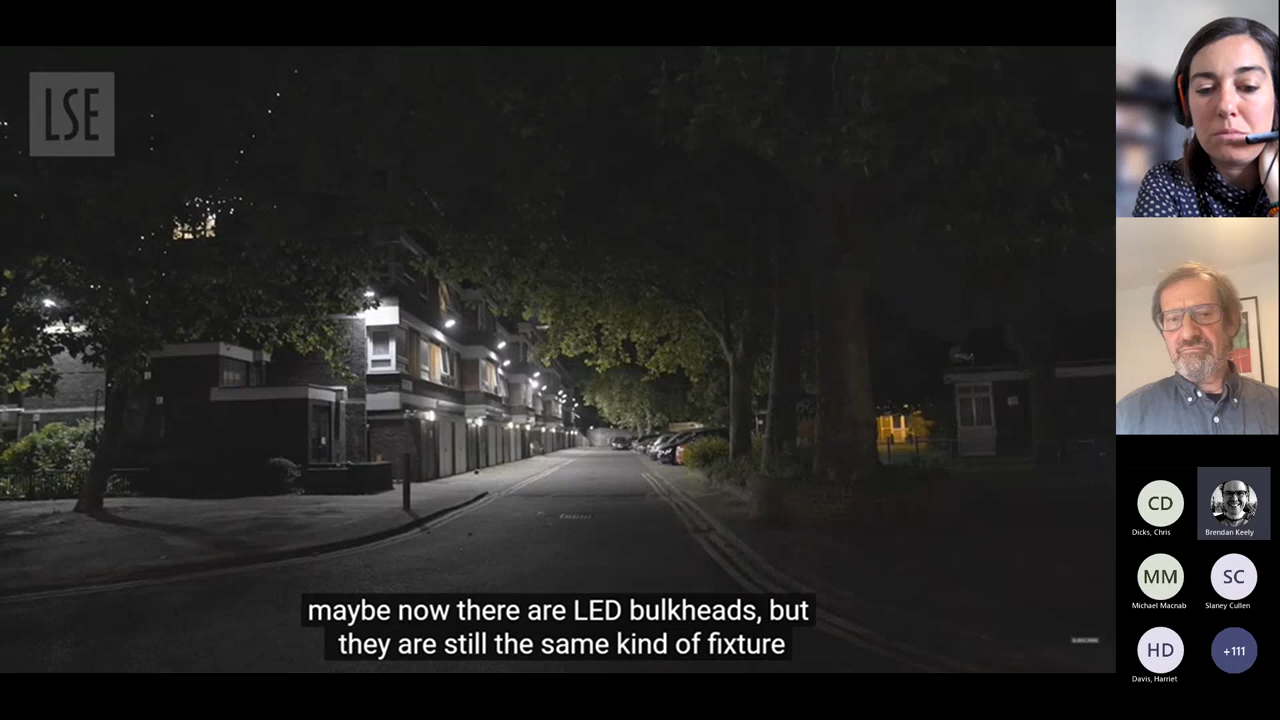 LSE
maybe now there are LED bulkheads, but
they are still the same kind of fixture
CD
Dicks, Chris
Brendan Keely
MM
Michael Macnab
SC
Slaney Cullen
HD
Davis, Harriet
+111